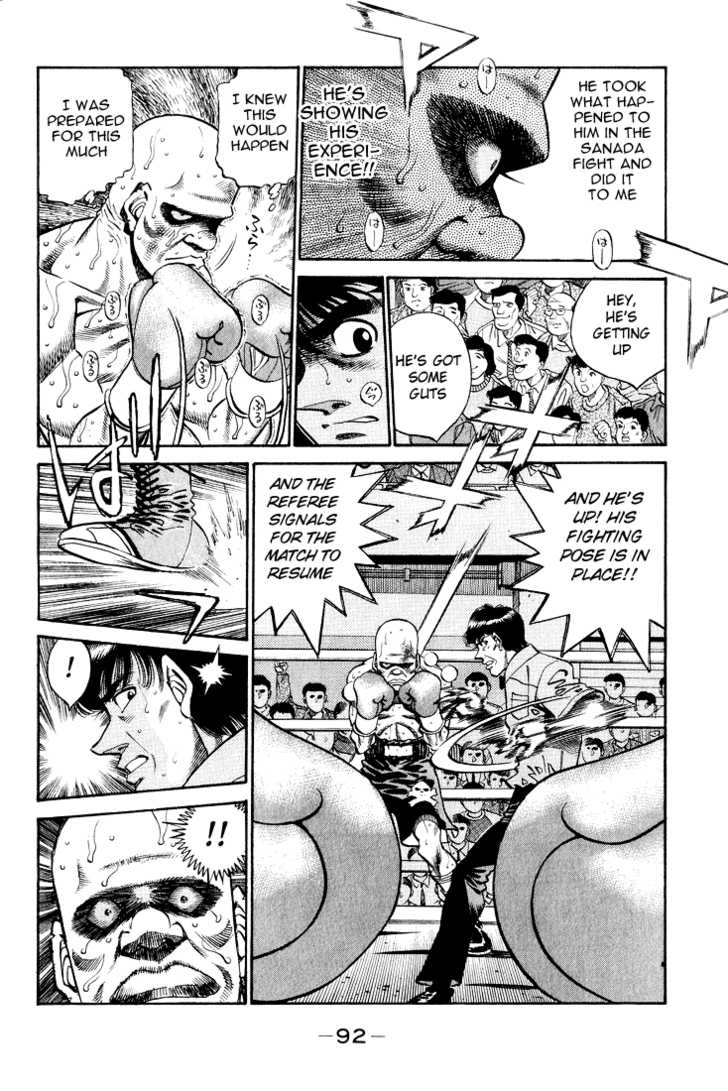 HE TOOK
WHAT HAP-
PENED TO
HIM IN THE
SANADA
FIGHT AND
DID IT
TO ME
HE'S
SHOWING
HIS
EXPERI-
ENCE!!
I KNEW
THIS
WOULD
HAPPEN
I WAS
PREPARED
FOR THIS
MUCH
HEY,
HE'S
GETTING
UP
HE'S GOT
SOME
GUTS
AND HE'S
UP! HIS
FIGHTING
POSE IS IN
PLACE!!
AND THE
REFEREE
SIGNALS
FOR THE
MATCH TO
RESUME
!
!!
—92—